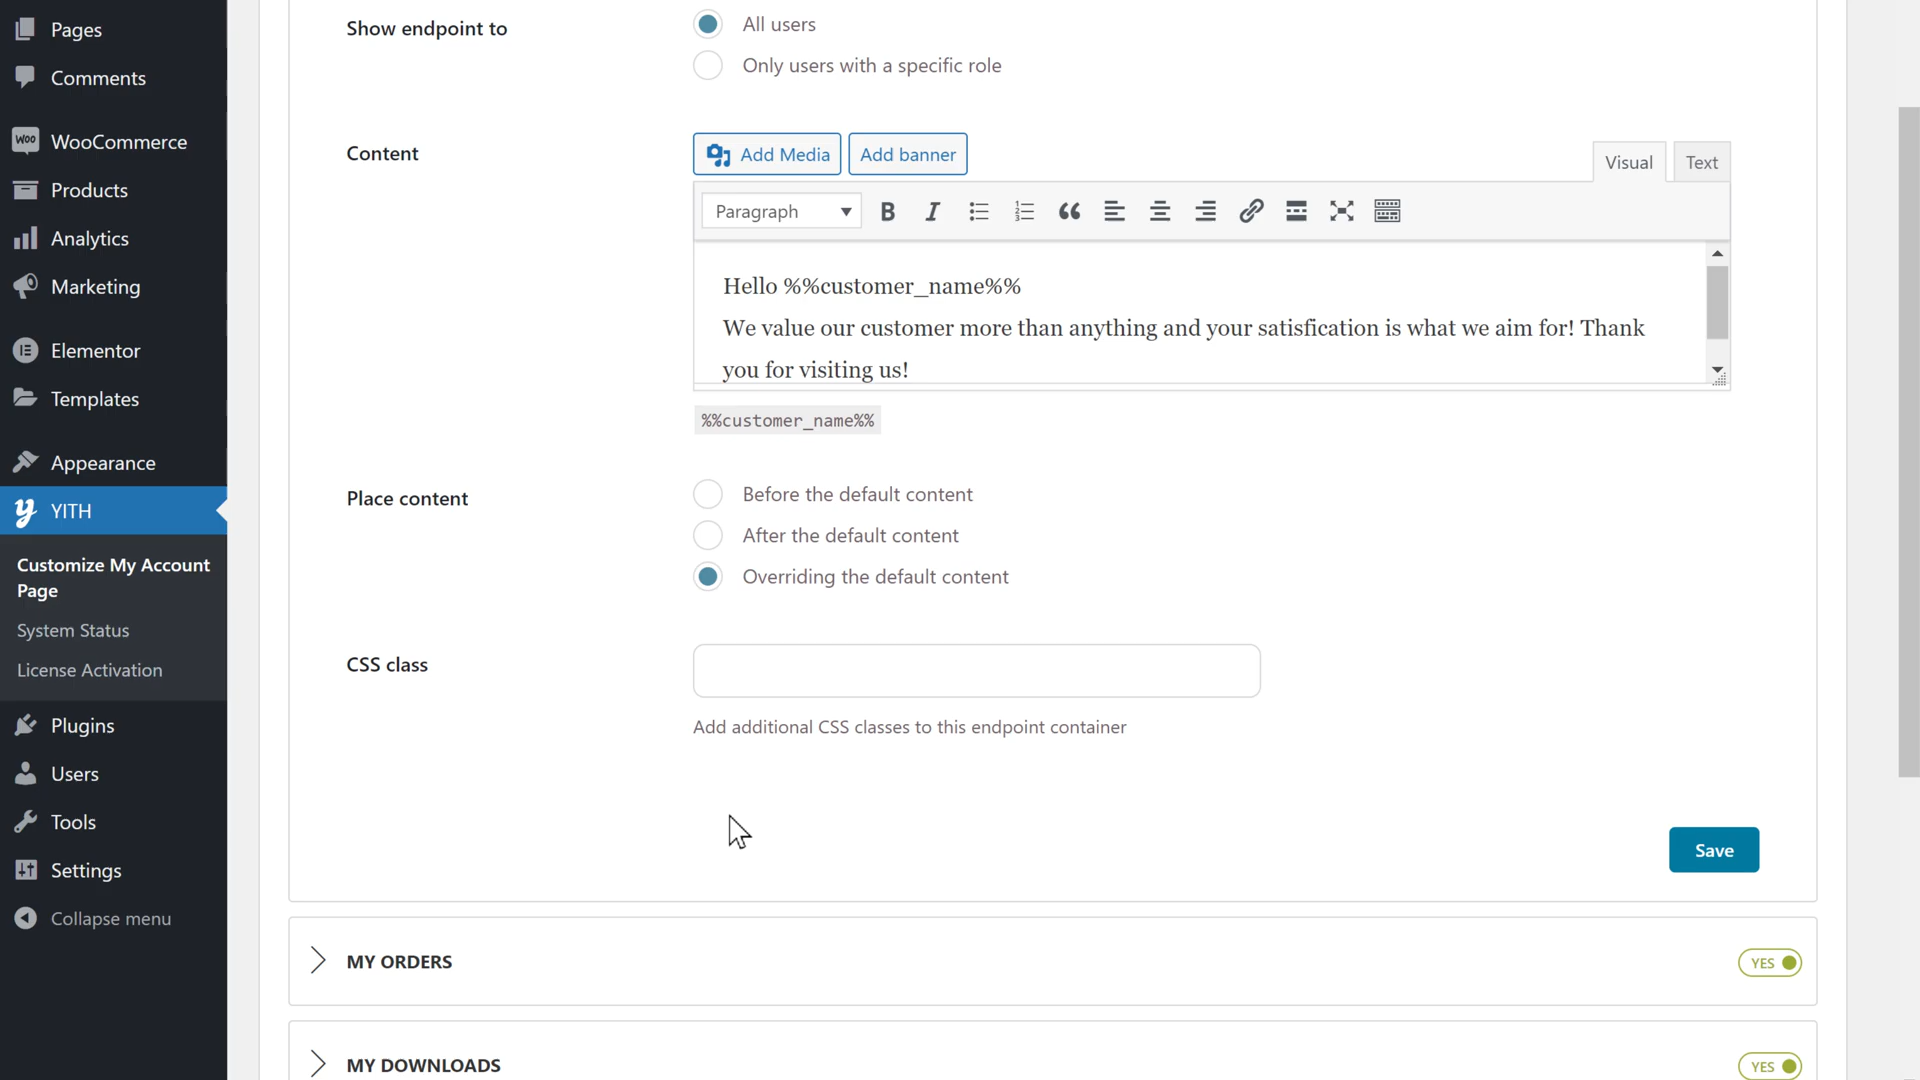 Pages
Comments
WOO WooCommerce
Products
Analytics
Marketing
Elementor
Templates
Appearance
y YITH
Customize My Account
Page
System Status
License Activation
Plugins
Users
Tools
Settings
Collapse menu
Show endpoint to
All users
Only users with a specific role
Content
Add Media
Add banner
Visual
Text
Paragraph
Hello %%customer_name%%
We value our customer more than anything and your satisfication is what we aim for! Thank
you for visiting us!
%%customer_name%%
Place content
Before the default content
After the default content
Overriding the default content
CSS class
Add additional CSS classes to this endpoint container
Save
MY ORDERS
YES
MY DOWNLOADS
YES